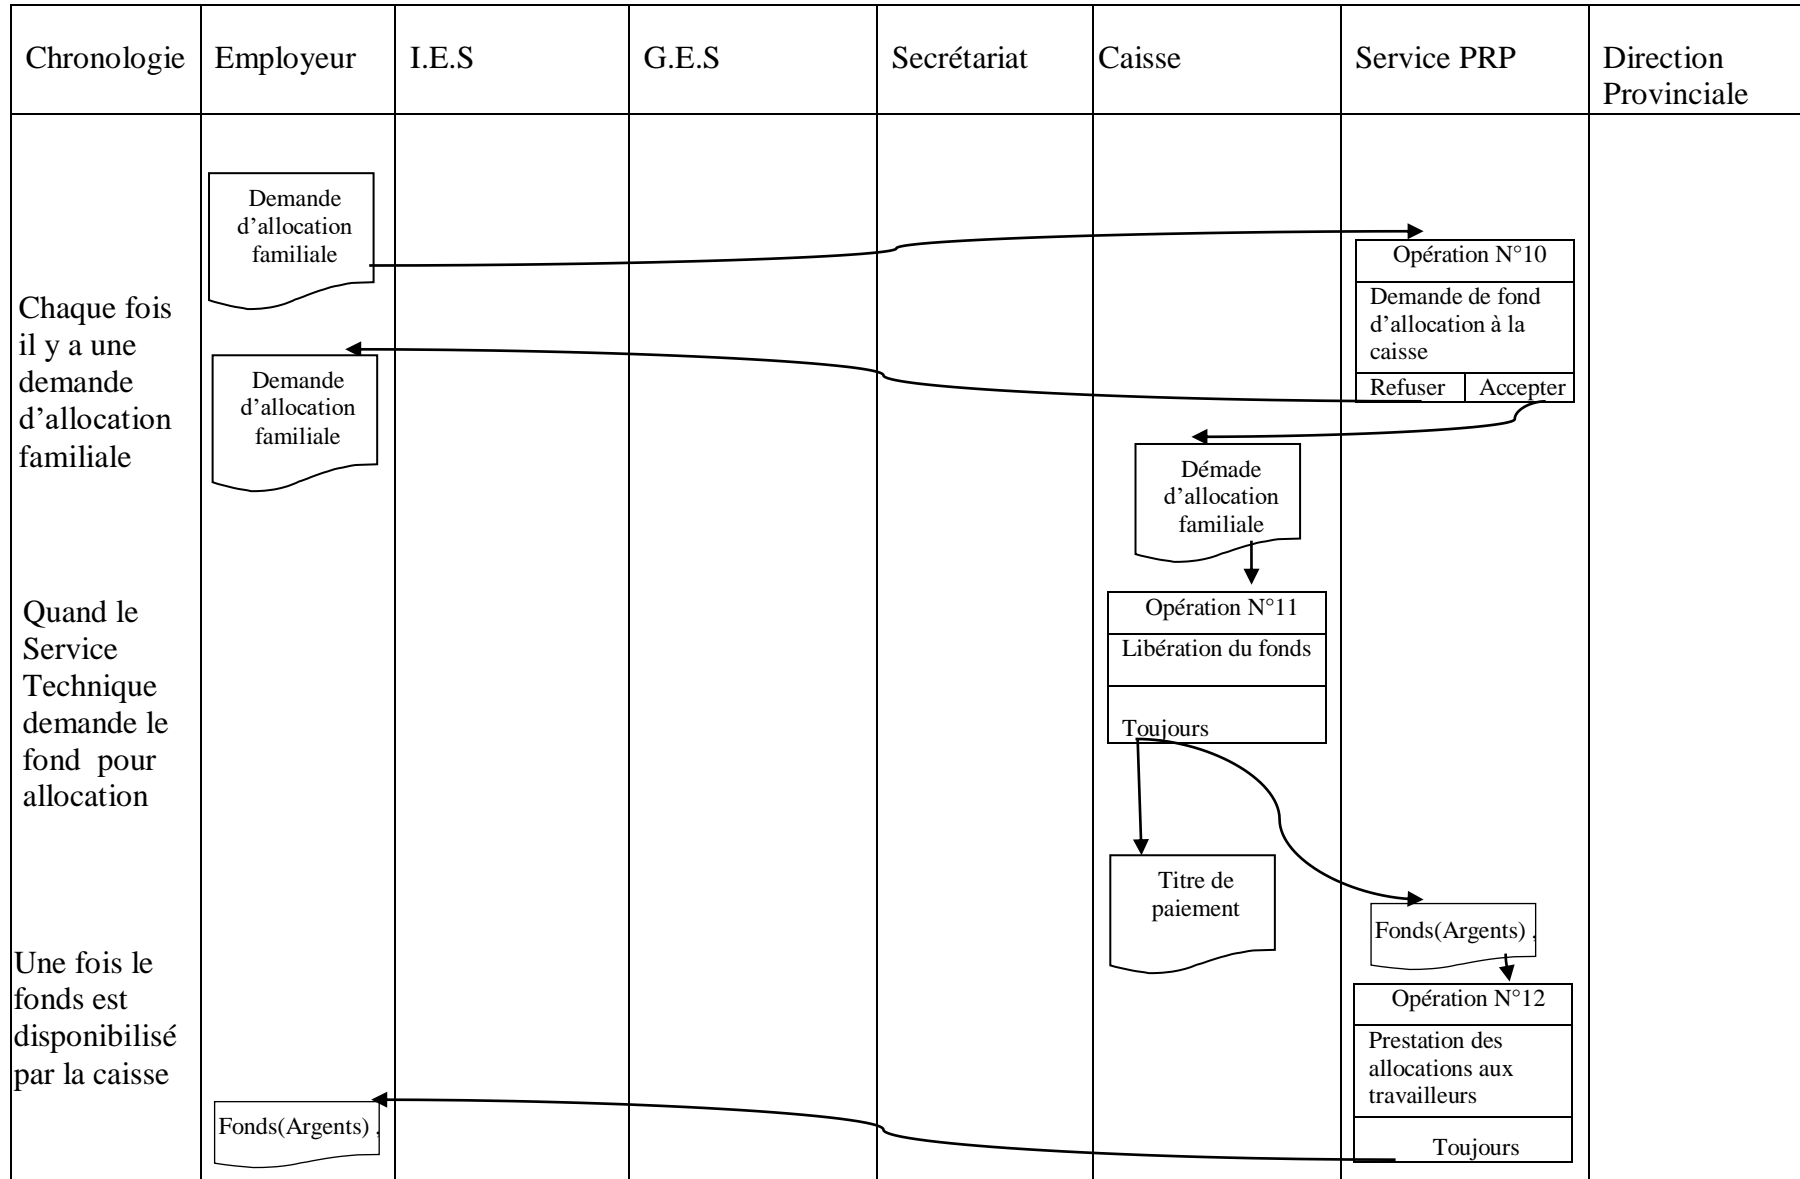 Chronologie
Employeur
I.E.S
G.E.S
Secrétariat
Caisse
Service PRP
Direction
Provinciale
Demande
d’allocation
familiale
Opération N°10
Demande de fond
d’allocation à la
caisse
Refuser
Accepter
Chaque fois
il y a une
demande
d’allocation
familiale
Demande
d’allocation
familiale
Démade
d’allocation
familiale
Quand le
Service
Technique
demande le
fond pour
allocation
Opération N°11
Libération du fonds
Toujours
Titre de
paiement
Fonds(Argents) ,
Une fois le
fonds est
disponibilisé
par la caisse
Opération N°12
Prestation des
allocations aux
travailleurs
Toujours
Fonds(Argents) ,